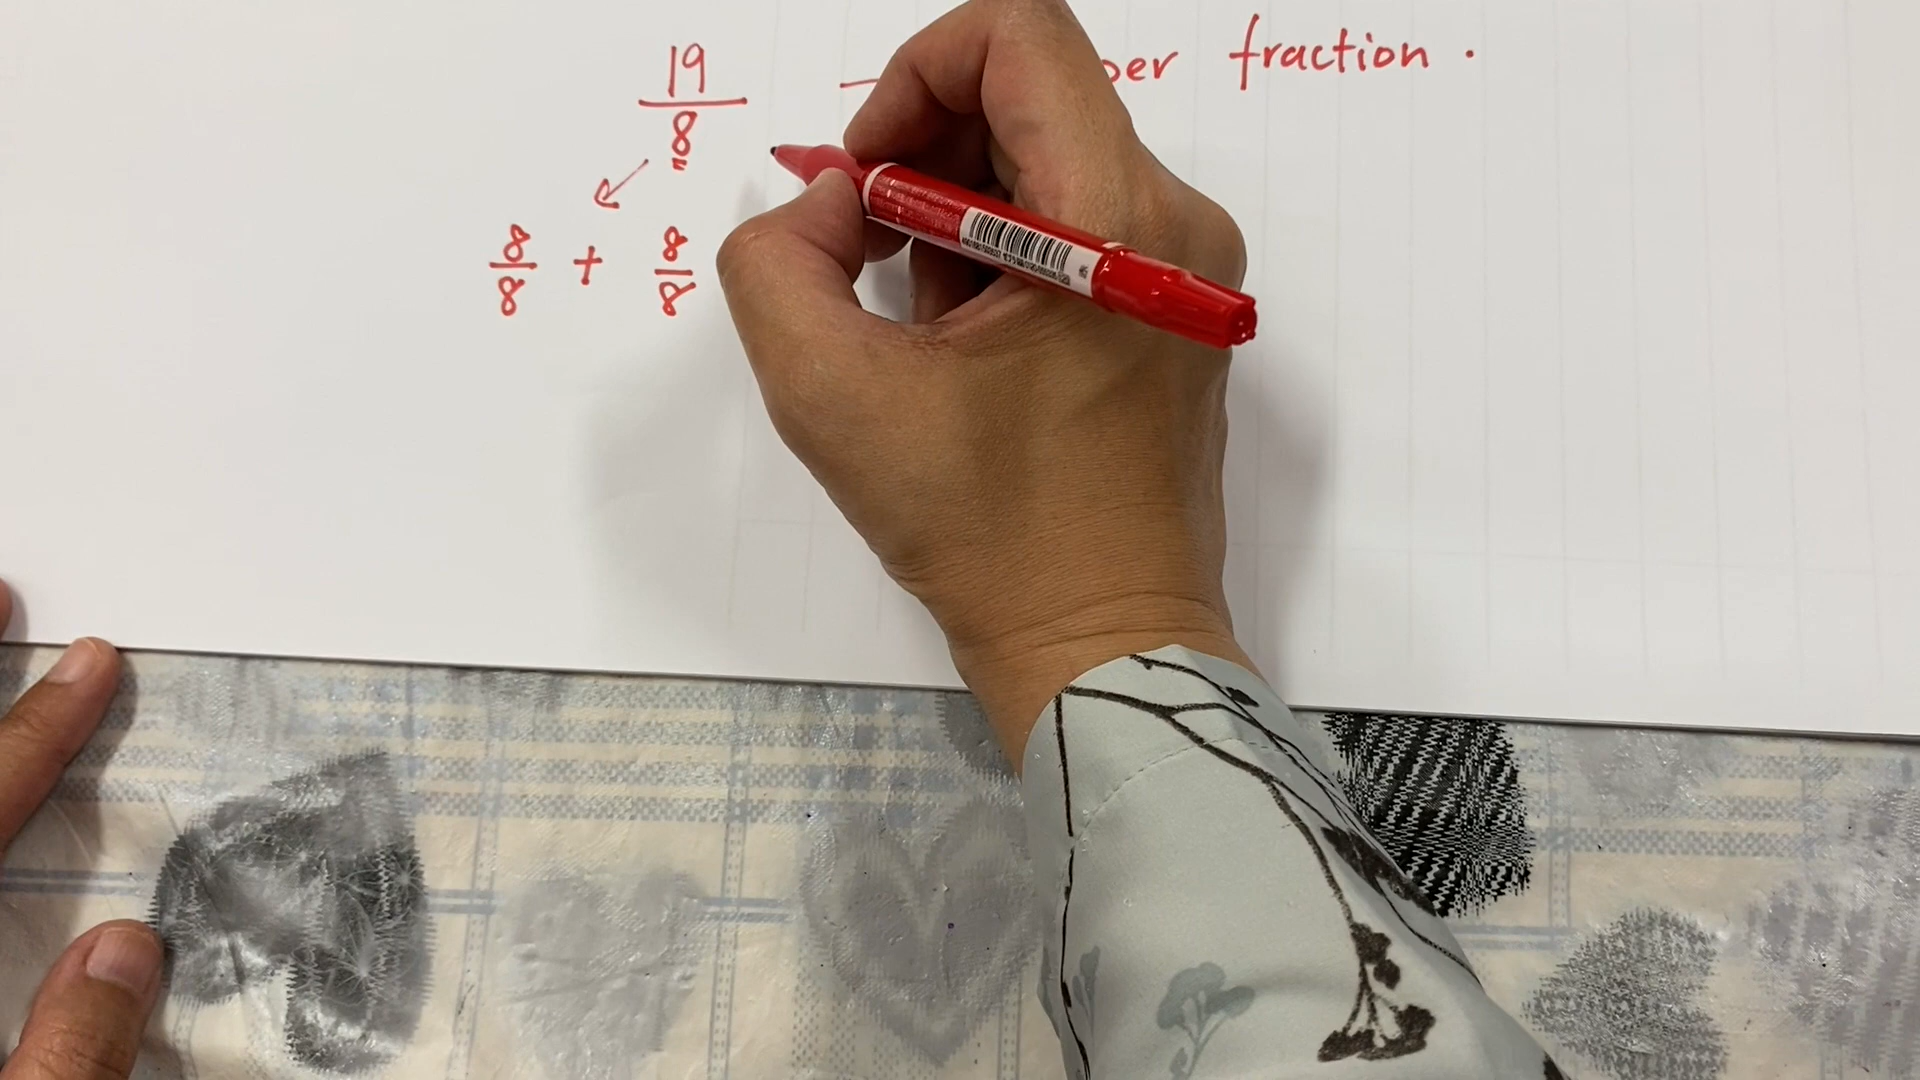 19/8 — per fraction.
8/8 + 8/8